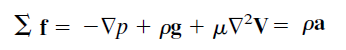 ∑ f = −∇p + ρg + μ∇²V = ρa